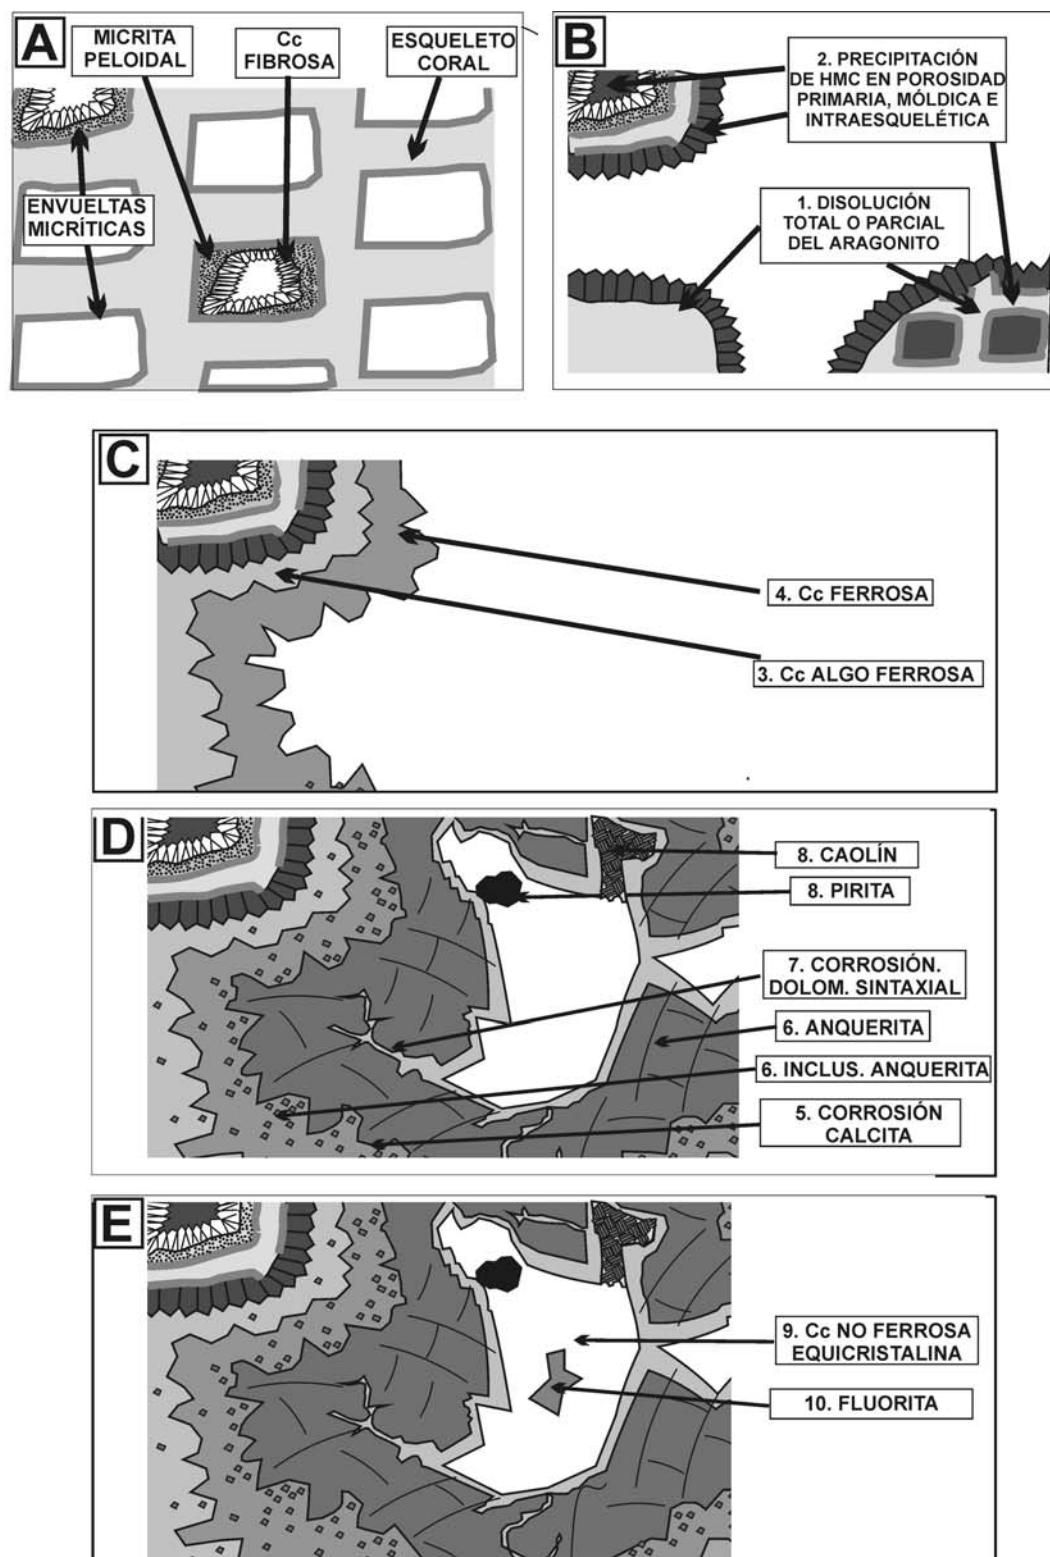 A
MICRITA
PELOIDAL
Cc
FIBROSA
ESQUELETO
CORAL
ENVUELTAS
MICRÍTICAS
B
2. PRECIPITACIÓN
DE HMC EN POROSIDAD
PRIMARIA, MÓLDICA E
INTRAESQUELÉTICA
1. DISOLUCIÓN
TOTAL O PARCIAL
DEL ARAGONITO
C
4. Cc FERROSA
3. Cc ALGO FERROSA
D
8. CAOLÍN
8. PIRITA
7. CORROSIÓN.
DOLOM. SINTAXIAL
6. ANQUERITA
6. INCLUS. ANQUERITA
5. CORROSIÓN
CALCITA
E
9. Cc NO FERROSA
EQUICRISTALINA
10. FLUORITA